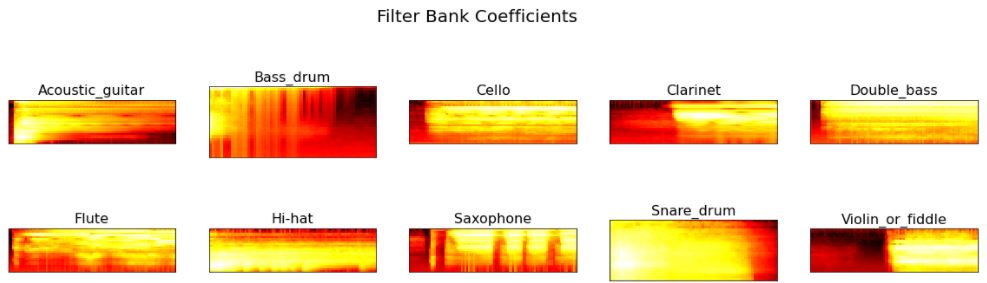 Filter Bank Coefficients
Acoustic_guitar
Bass_drum
Cello
Clarinet
Double_bass
Flute
Hi-hat
Saxophone
Snare_drum
Violin_or_fiddle